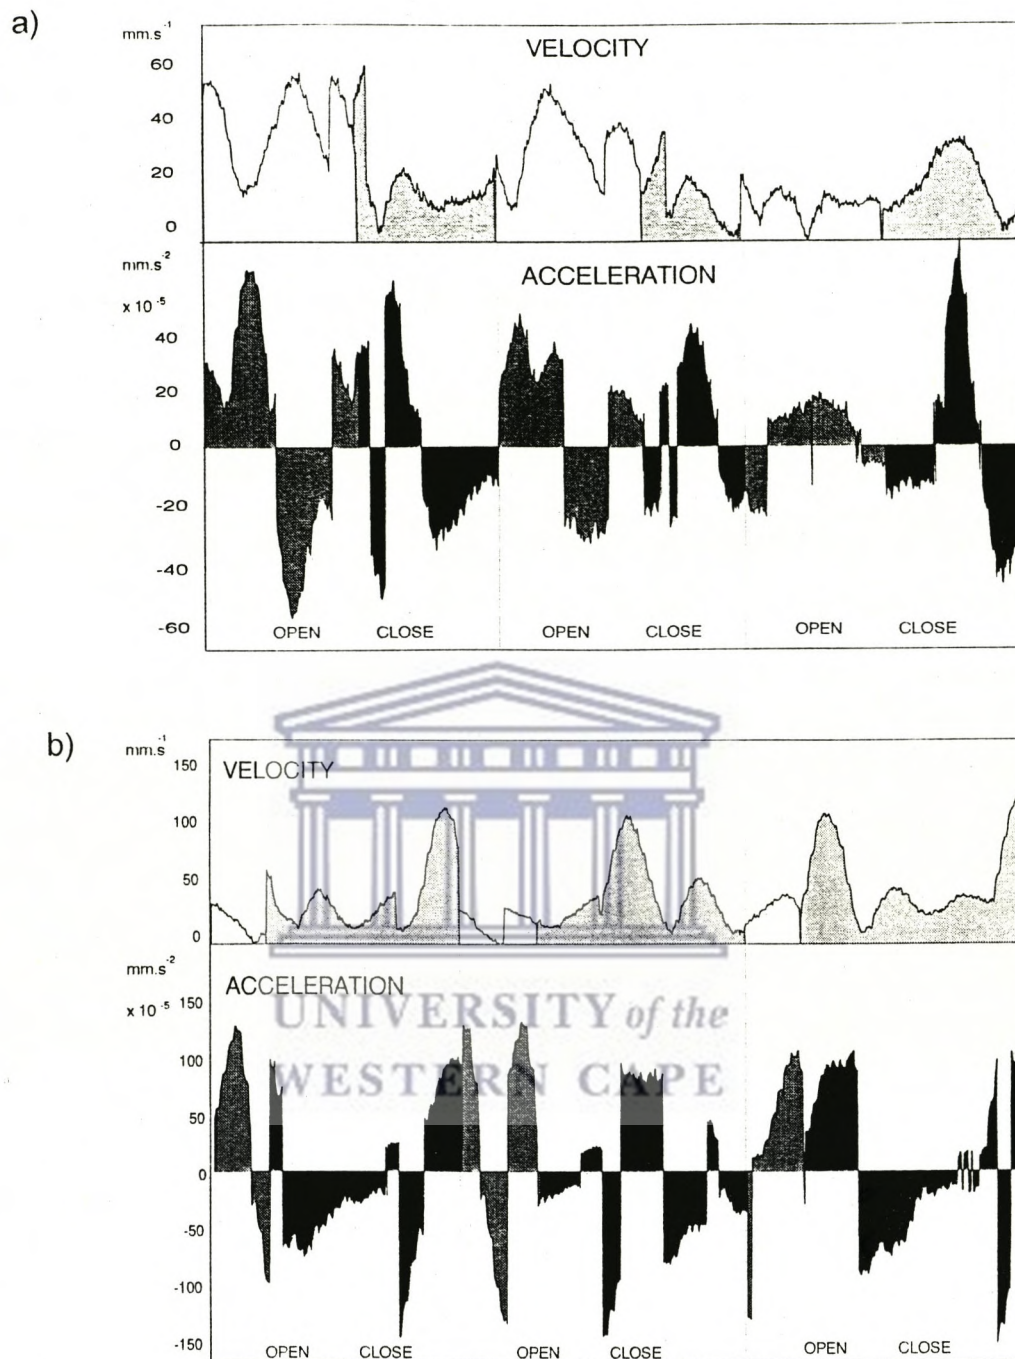 a)
mm.s-1
VELOCITY
60
40
20
0
mm.s-2
ACCELERATION
x 10-5
40
20
0
-20
-40
-60
OPEN CLOSE OPEN CLOSE OPEN CLOSE
b)
mm.s-1
150
VELOCITY
100
50
0
mm.s-2
ACCELERATION
x 10-5
150
100
50
0
-50
-100
-150
OPEN CLOSE OPEN CLOSE OPEN CLOSE
UNIVERSITY of the
WESTERN CAPE